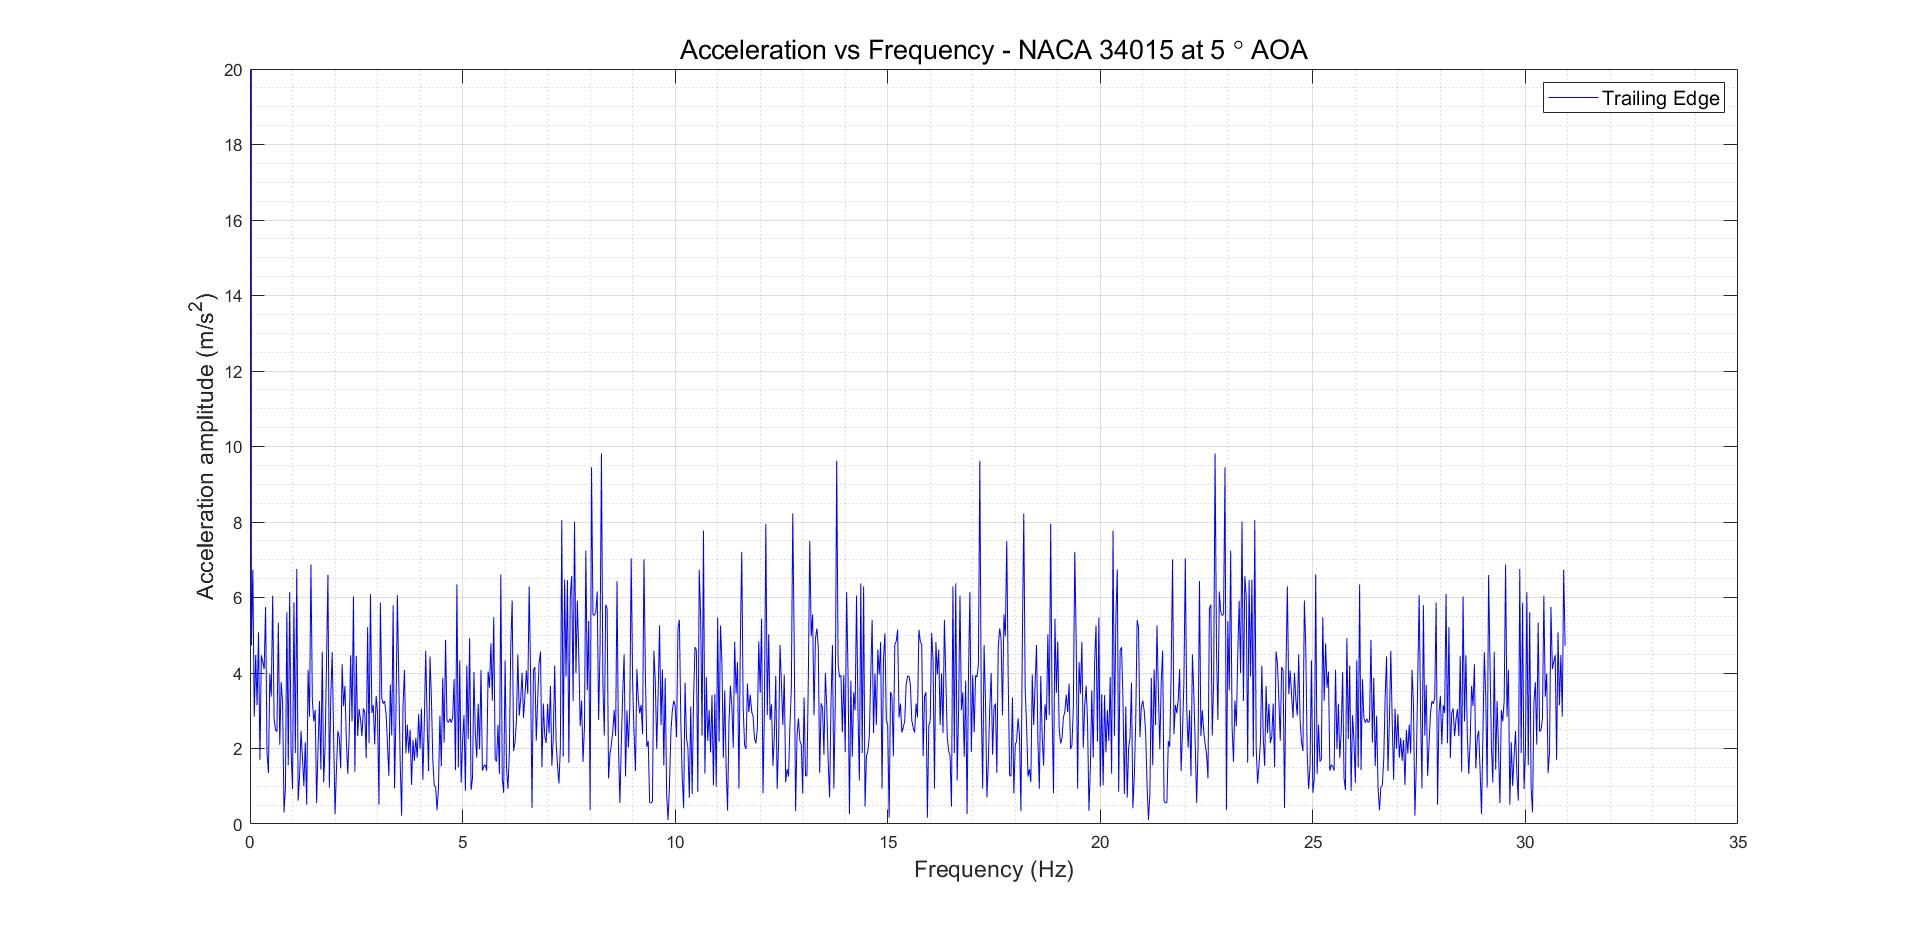 Acceleration vs Frequency - NACA 34015 at 5 ° AOA
Trailing Edge
Acceleration amplitude (m/s²)
20
18
16
14
12
10
8
6
4
2
0
0 5 10 15 20 25 30 35
Frequency (Hz)